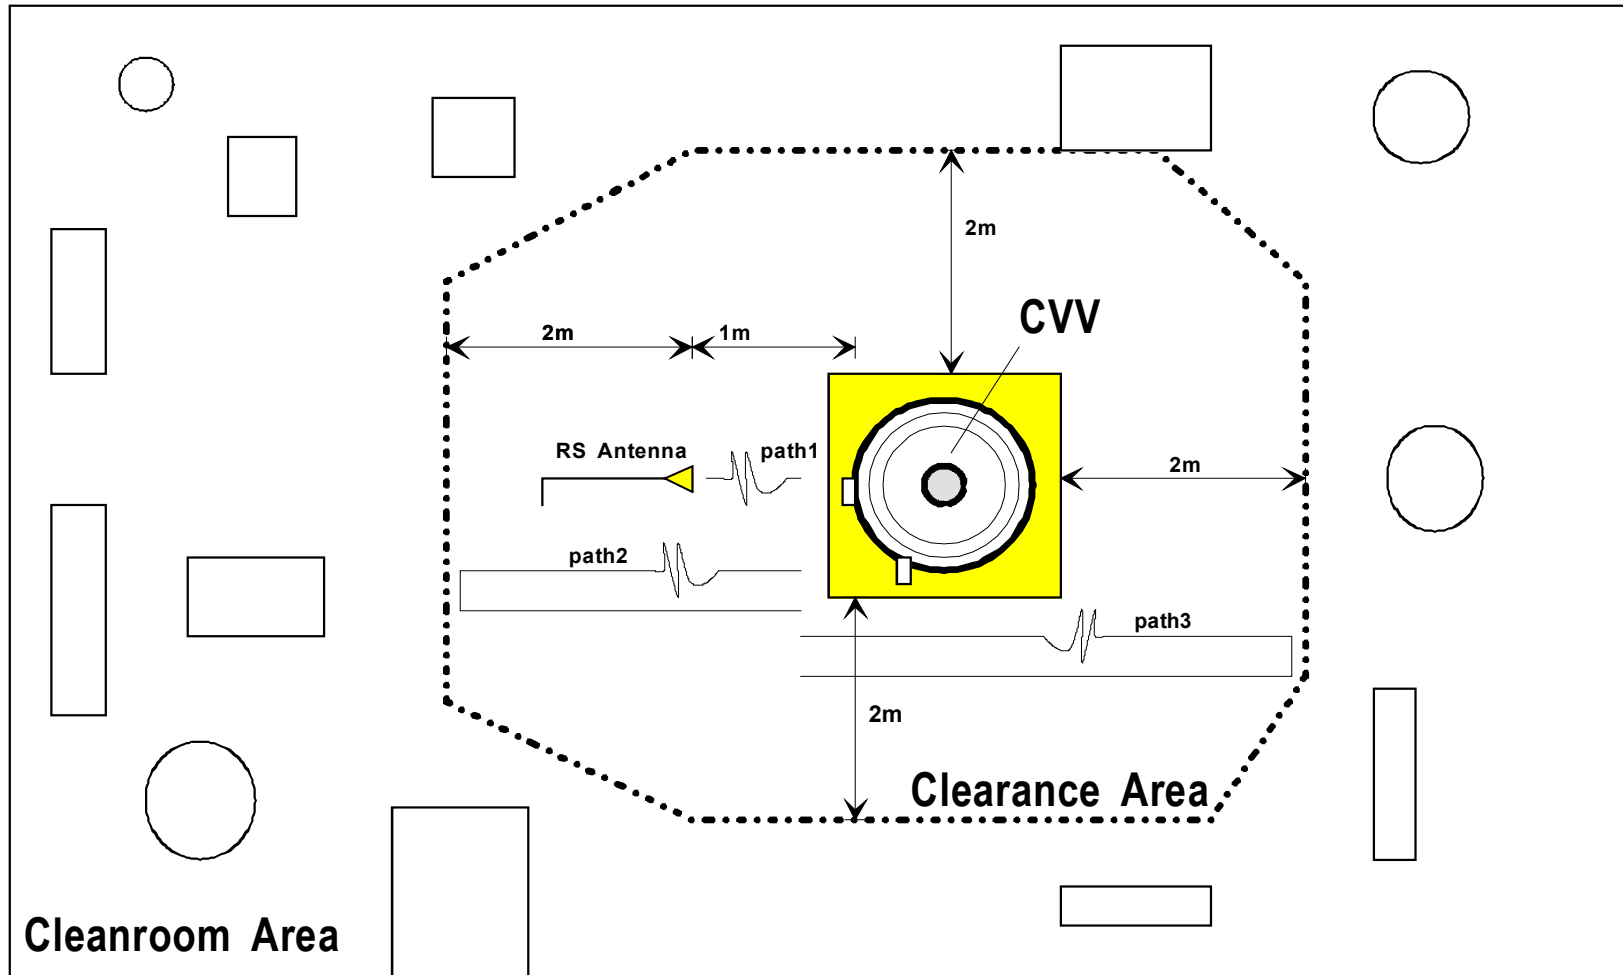 2m
CVV
2m
1m
RS Antenna
path1
2m
path2
path3
2m
Clearance Area
Cleanroom Area